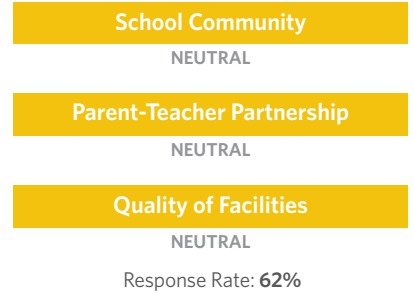 School Community
NEUTRAL
Parent-Teacher Partnership
NEUTRAL
Quality of Facilities
NEUTRAL
Response Rate: 62%